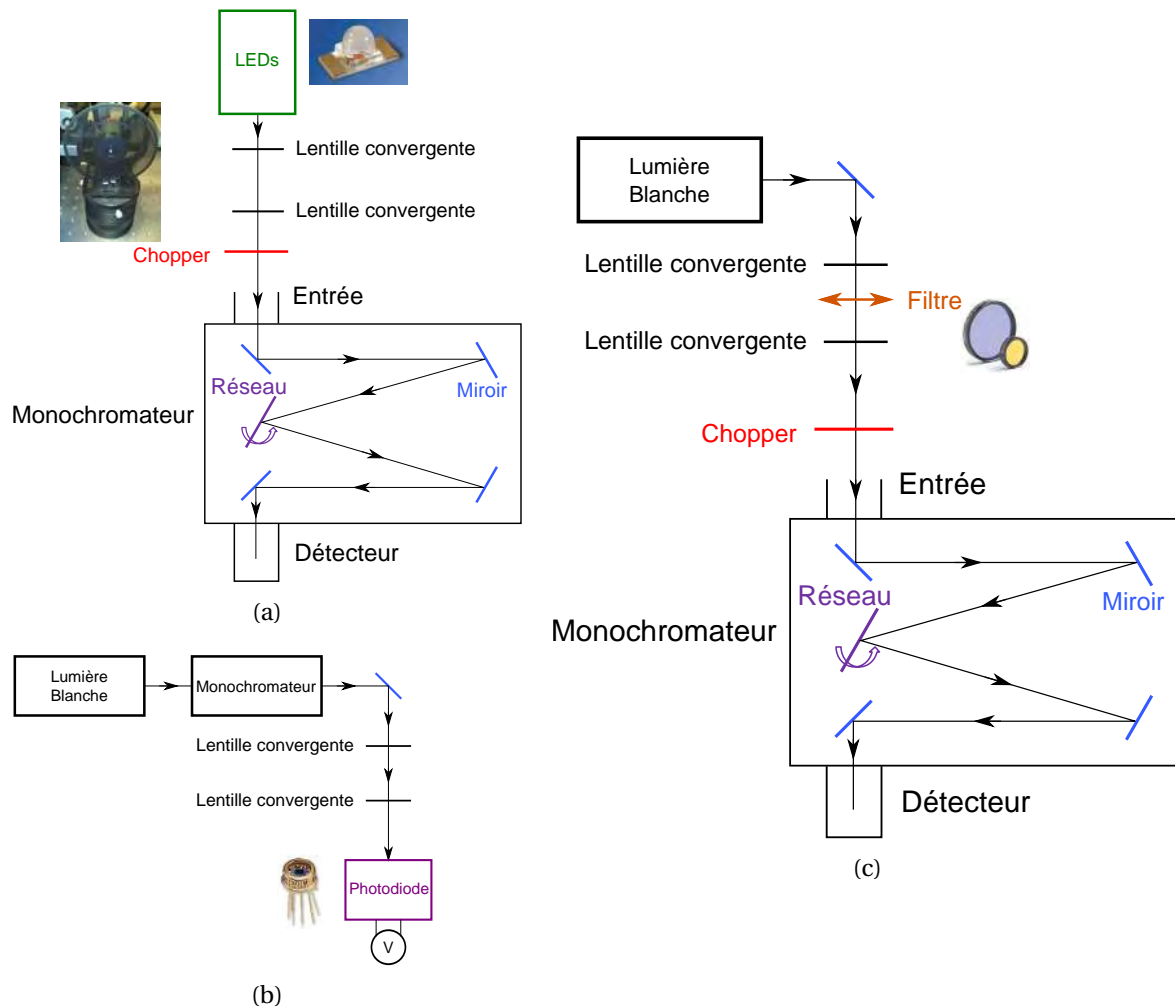 LEDs
Lentille convergente
Lentille convergente
Chopper
Entrée
Réseau
Miroir
Monochromateur
Détecteur
(a)
Lumière
Blanche
Monochromateur
Lentille convergente
Lentille convergente
Photodiode
V
(b)
Lumière
Blanche
Lentille convergente
Filtre
Lentille convergente
Chopper
Entrée
Réseau
Miroir
Monochromateur
Détecteur
(c)